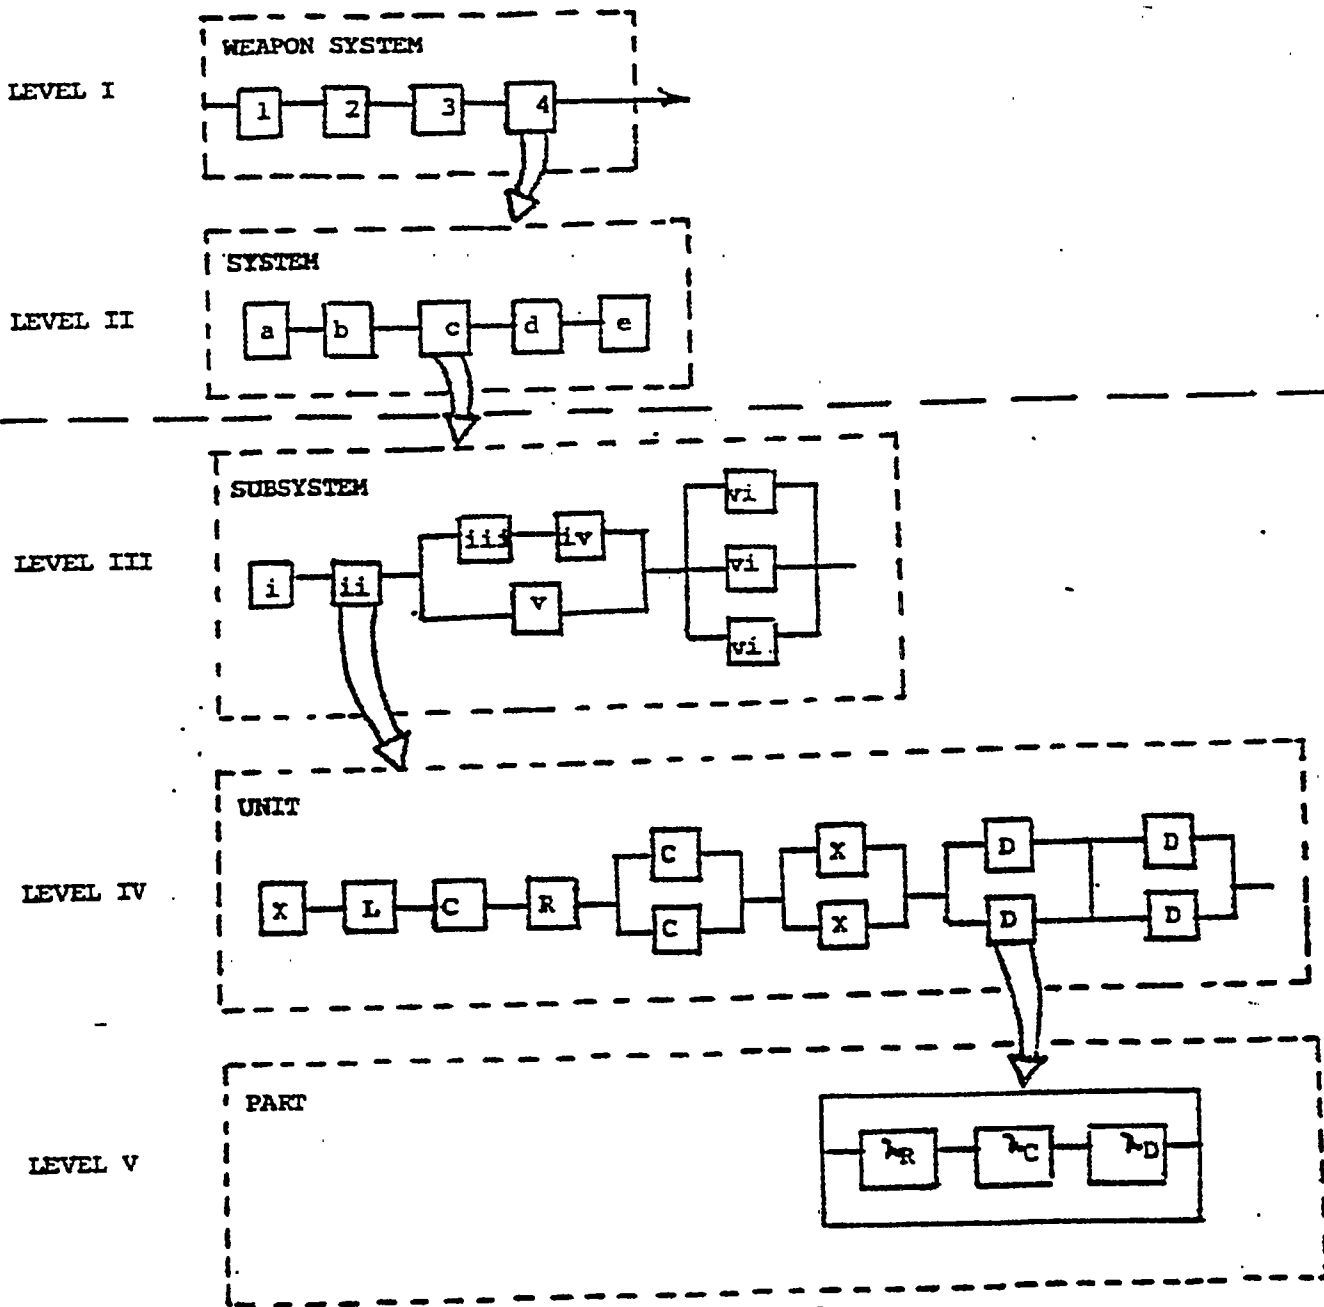 WEAPON SYSTEM
LEVEL I
1 2 3 4
SYSTEM
LEVEL II
a b c d e
SUBSYSTEM
LEVEL III
vi
iii iv
i ii
vi
v
vi
UNIT
LEVEL IV
C X D D
X L C R
C X D D
PART
LEVEL V
λR λC λD